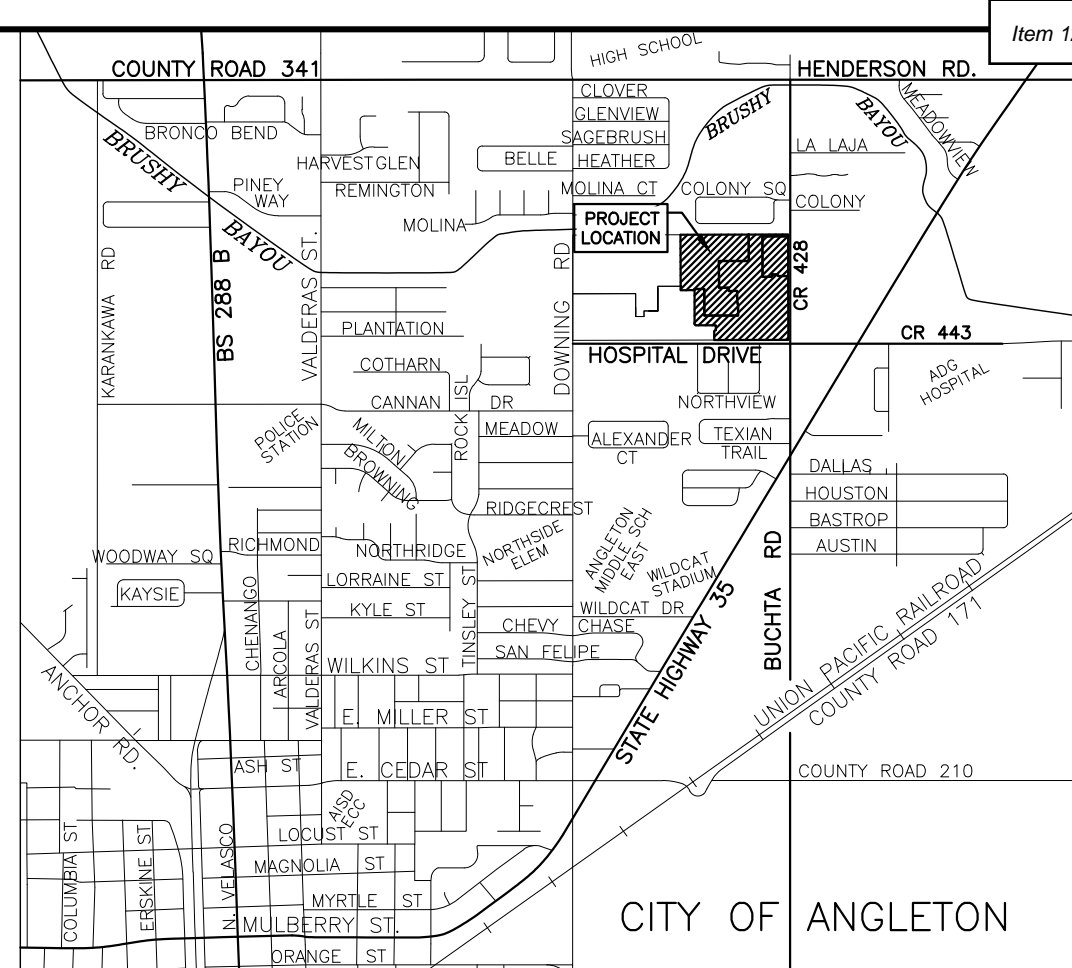 Item 1
HIGH SCHOOL
COUNTY ROAD 341
HENDERSON RD.
CLOVER
GLENVIEW
SAGEBRUSH
HEATHER
BELLE
BRUSHY
BAYOU
MEADOWVIEW
LA LAJA
BRONCO BEND
BRUSHY
BAYOU
HARVEST GLEN
REMINGTON
PINEY
WAY
MOLINA CT
COLONY SQ
COLONY
MOLINA
PROJECT
LOCATION
KARANKAWA RD
BS 288 B
VALDERAS ST.
DOWNING RD
CR 428
PLANTATION
CR 443
HOSPITAL DRIVE
COTHARN
ADG
HOSPITAL
CANNAN DR
ROCK ISL
NORTHVIEW
POLICE
STATION
MILTON
BROWNING
MEADOW
ALEXANDER
CT
TEXIAN
TRAIL
DALLAS
HOUSTON
BASTROP
AUSTIN
RIDGECREST
RICHMOND
WOODWAY SQ
NORTHRIDGE
NORTHSIDE
ELEM
ANGLETON
MIDDLE SCH
EAST
WILDCAT
STADIUM
KAYSIE
LORRAINE ST
KYLE ST
TINSLEY ST
WILDCAT DR
CHEVY CHASE
SAN FELIPE
CHENANGO
ARCOLA
VALDERAS ST
WILKINS ST
STATE HIGHWAY 35
BUCHTA RD
UNION PACIFIC RAILROAD
COUNTY ROAD 171
ANCHOR RD.
E. MILLER ST
ASH ST
E. CEDAR ST
COUNTY ROAD 210
AISD
ECC
LOCUST ST
COLUMBIA ST
ERSKINE ST
N. VELASCO
MAGNOLIA ST
MYRTLE ST
MULBERRY ST.
ORANGE ST
CITY OF ANGLETON